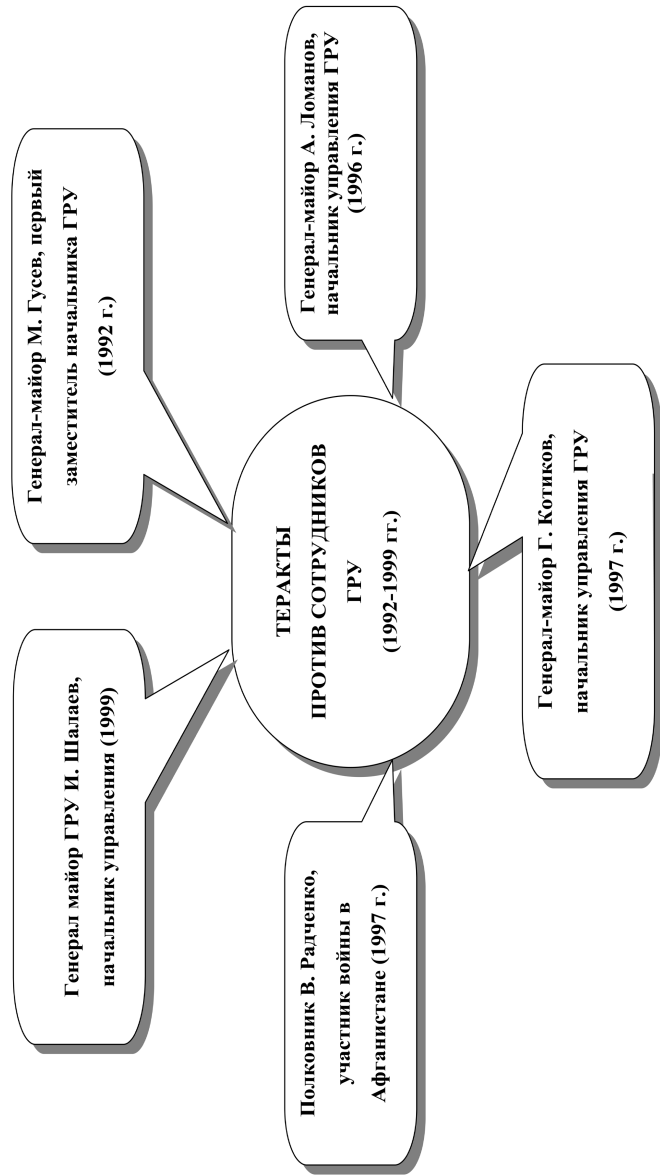 Генерал майор ГРУ И. Шалаев,
начальник управления (1999)
Генерал-майор М. Гусев, первый
заместитель начальника ГРУ
(1992 г.)
Полковник В. Радченко,
участник войны в
Афганистане (1997 г.)
ТЕРАКТЫ
ПРОТИВ СОТРУДНИКОВ
ГРУ
(1992-1999 гг.)
Генерал-майор А. Ломанов,
начальник управления ГРУ
(1996 г.)
Генерал-майор Г. Котиков,
начальник управления ГРУ
(1997 г.)